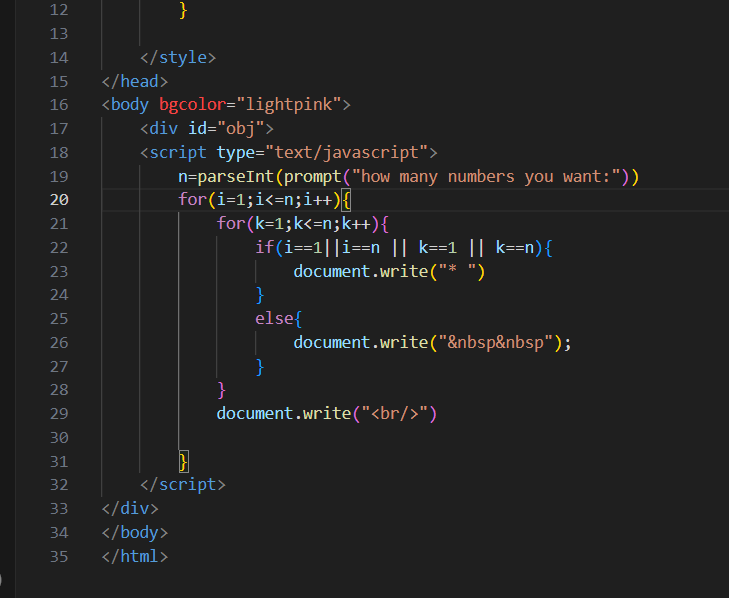 12 }
13
14 </style>
15 </head>
16 <body bgcolor="lightpink">
17 <div id="obj">
18 <script type="text/javascript">
19 n=parseInt(prompt("how many numbers you want:"))
20 for(i=1;i<=n;i++){
21 for(k=1;k<=n;k++){
22 if(i==1||i==n || k==1 || k==n){
23 document.write("* ")
24 }
25 else{
26 document.write("&nbsp&nbsp");
27 }
28 }
29 document.write("<br/>")
30
31 }
32 </script>
33 </div>
34 </body>
35 </html>